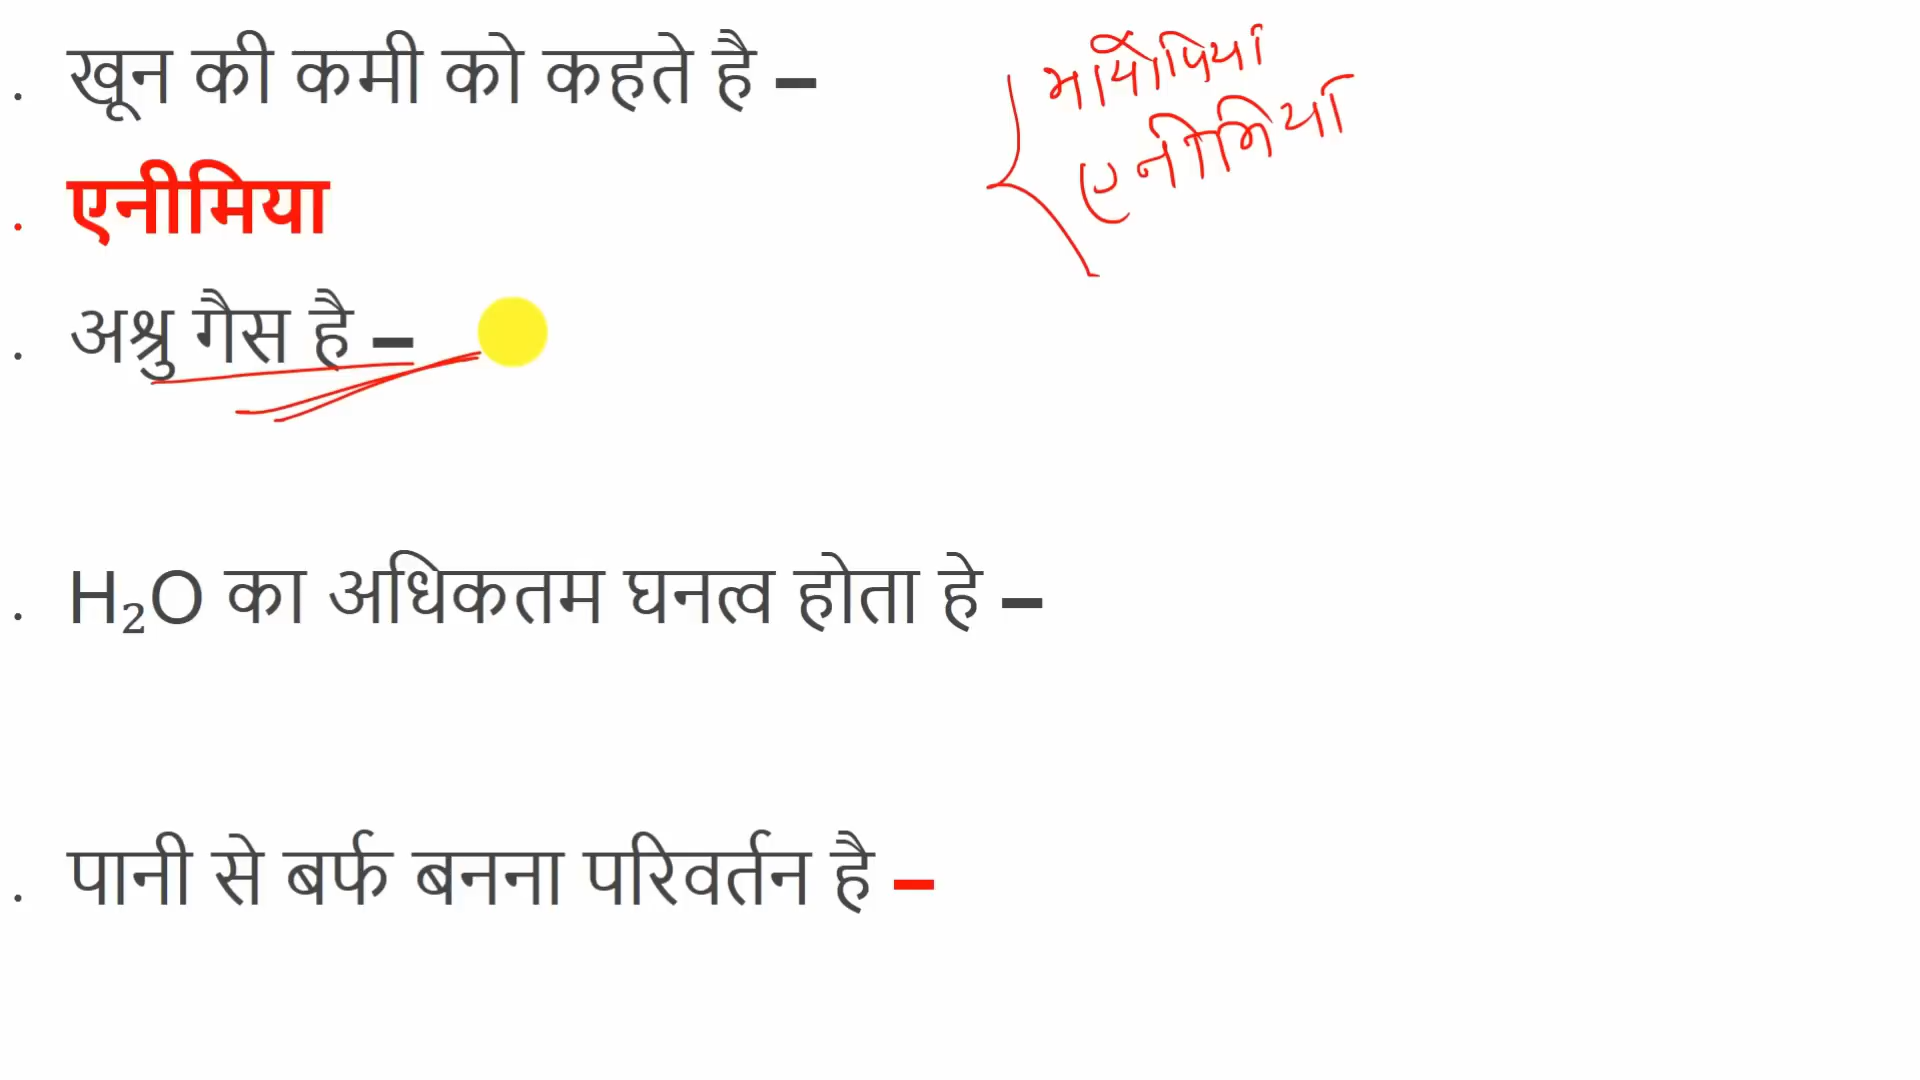 . खून की कमी को कहते है –
. एनीमिया
. अश्रु गैस है –
. H₂O का अधिकतम घनत्व होता हे –
. पानी से बर्फ बनना परिवर्तन है –
मायोपिया
एनीमिया